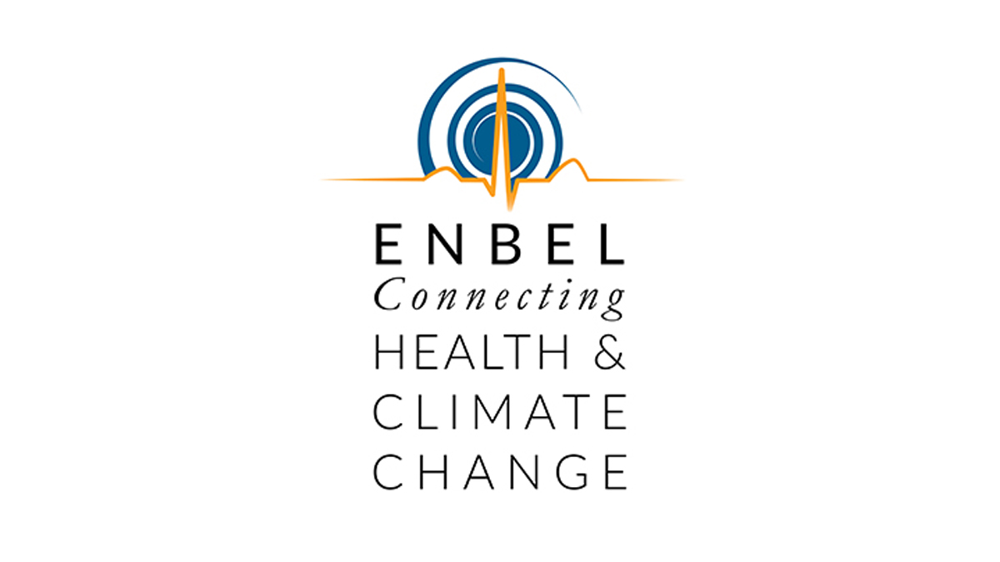 ENBEL
Connecting
HEALTH &
CLIMATE
CHANGE